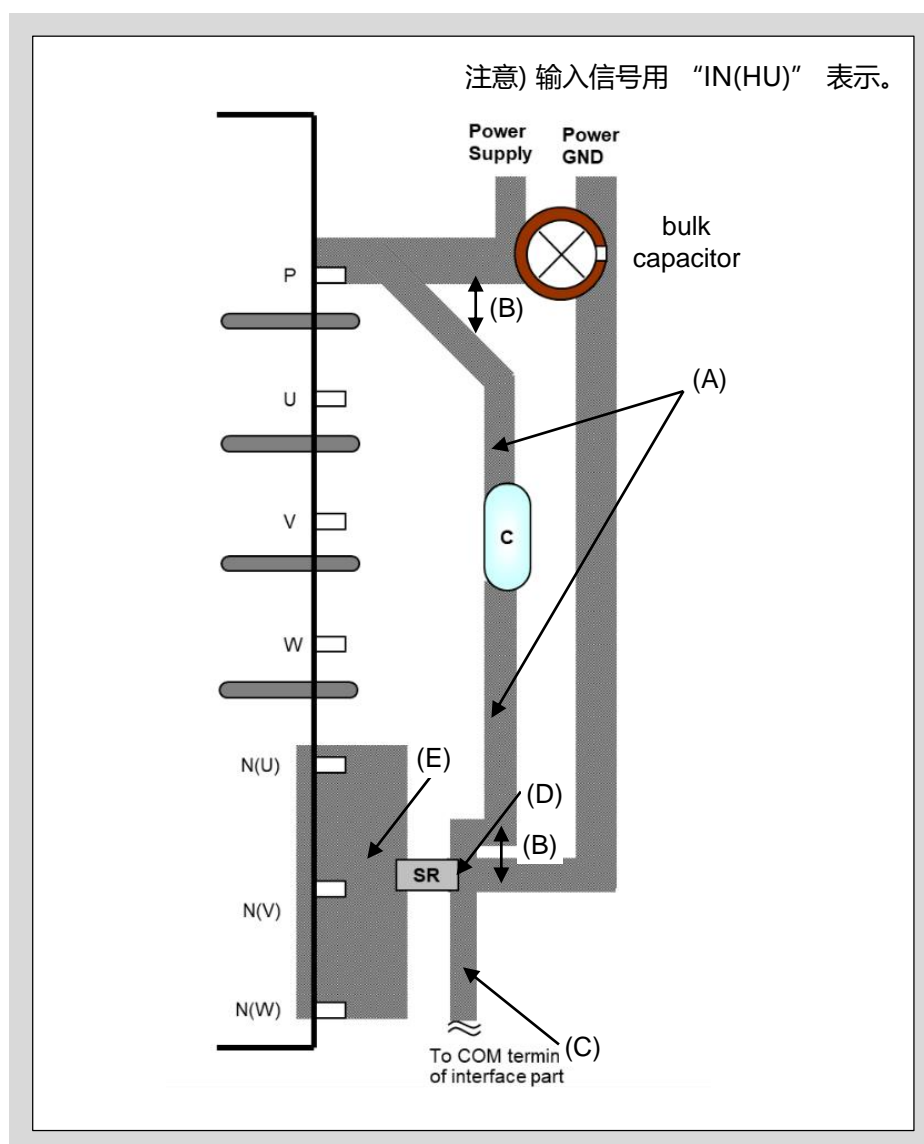 注意) 输入信号用 “IN(HU)” 表示。
Power Supply
Power GND
bulk capacitor
P
(B)
U
(A)
V
C
W
N(U)
(E)
(D)
(B)
SR
N(V)
N(W)
To COM termin (C)
of interface part